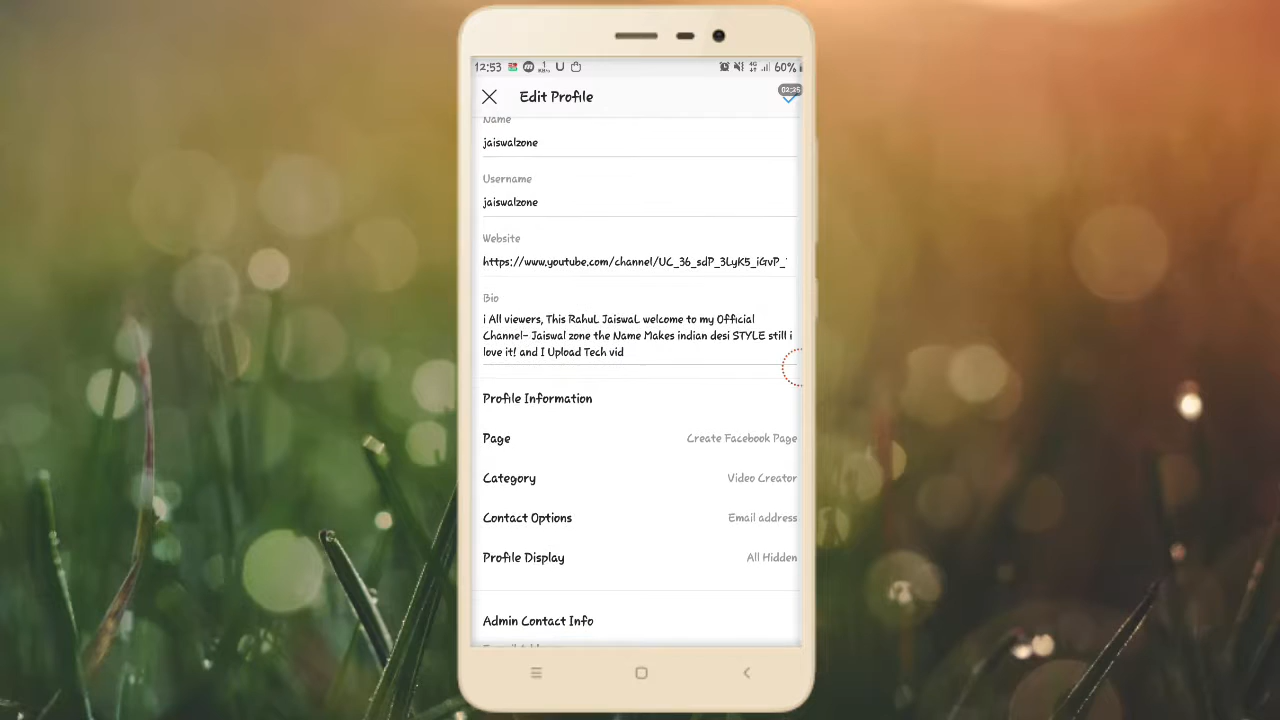 12:53 U 60%
Edit Profile 02:25
Name
jaiswalzone
Username
jaiswalzone
Website
https://www.youtube.com/channel/UC_36_sdP_3LyK5_iGvP_
Bio
i All viewers, This RahuL JaiswaL welcome to my Official
Channel- Jaiswal zone the Name Makes indian desi STYLE still i
love it! and I Upload Tech vid
Profile Information
Page Create Facebook Page
Category Video Creator
Contact Options Email address
Profile Display All Hidden
Admin Contact Info